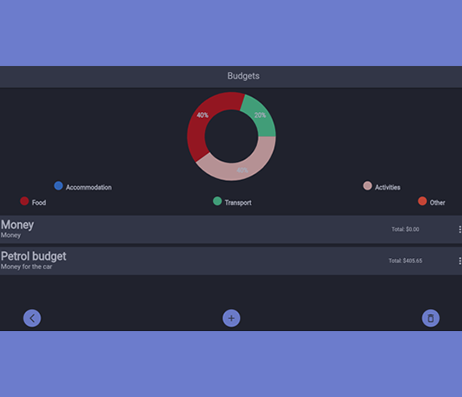 Budgets
40%
20%
40%
Accommodation
Activities
Food
Transport
Other
Money
Money
Total: $0.00
Petrol budget
Money for the car
Total: $405.65